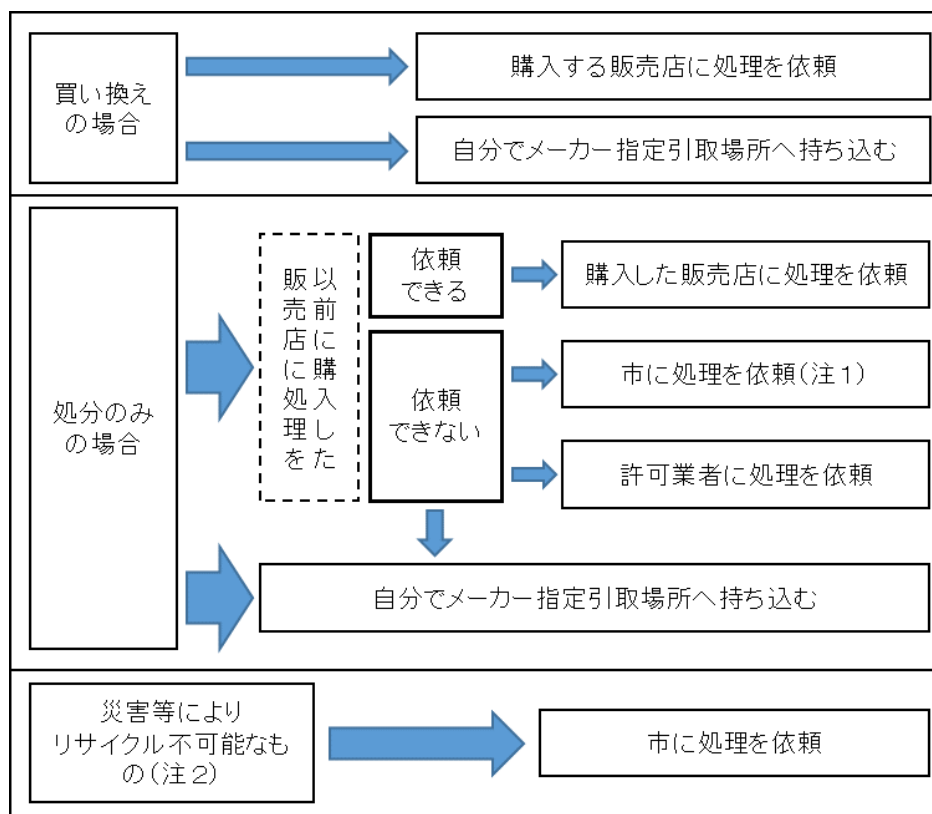 買い換え
の場合
購入する販売店に処理を依頼
自分でメーカー指定引取場所へ持ち込む
処分のみ
の場合
以前に購入した
販売店に処理を
依頼
できる
購入した販売店に処理を依頼
依頼
できない
市に処理を依頼(注1)
許可業者に処理を依頼
自分でメーカー指定引取場所へ持ち込む
災害等により
リサイクル不可能なも
の(注2)
市に処理を依頼